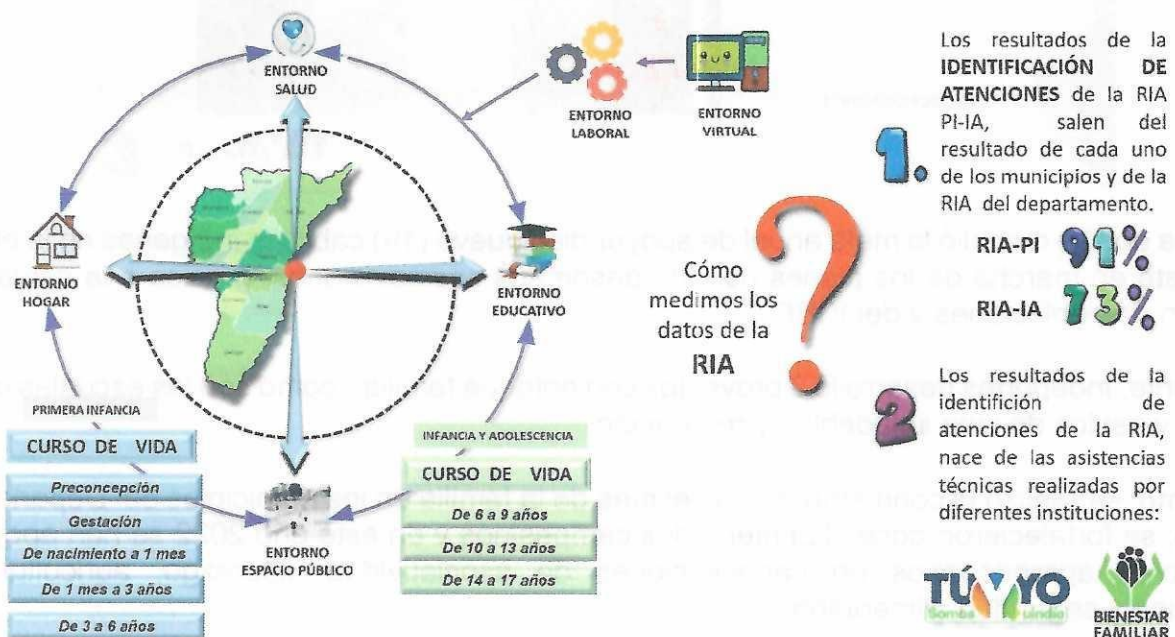 ENTORNO
SALUD
ENTORNO
LABORAL
ENTORNO
VIRTUAL
ENTORNO
HOGAR
ENTORNO
EDUCATIVO
ENTORNO
ESPACIO PÚBLICO
PRIMERA INFANCIA
CURSO DE VIDA
Preconcepción
Gestación
De nacimiento a 1 mes
De 1 mes a 3 años
De 3 a 6 años
INFANCIA Y ADOLESCENCIA
CURSO DE VIDA
De 6 a 9 años
De 10 a 13 años
De 14 a 17 años
Cómo
medimos los
datos de la
RIA
?
1.
Los resultados de la
IDENTIFICACIÓN DE
ATENCIONES de la RIA
PI-IA, salen del
resultado de cada uno
de los municipios y de la
RIA del departamento.
RIA-PI 91%
RIA-IA 73%
2
Los resultados de la
identifición de
atenciones de la RIA,
nace de las asistencias
técnicas realizadas por
diferentes instituciones:
TÚ Y YO
BIENESTAR
FAMILIAR